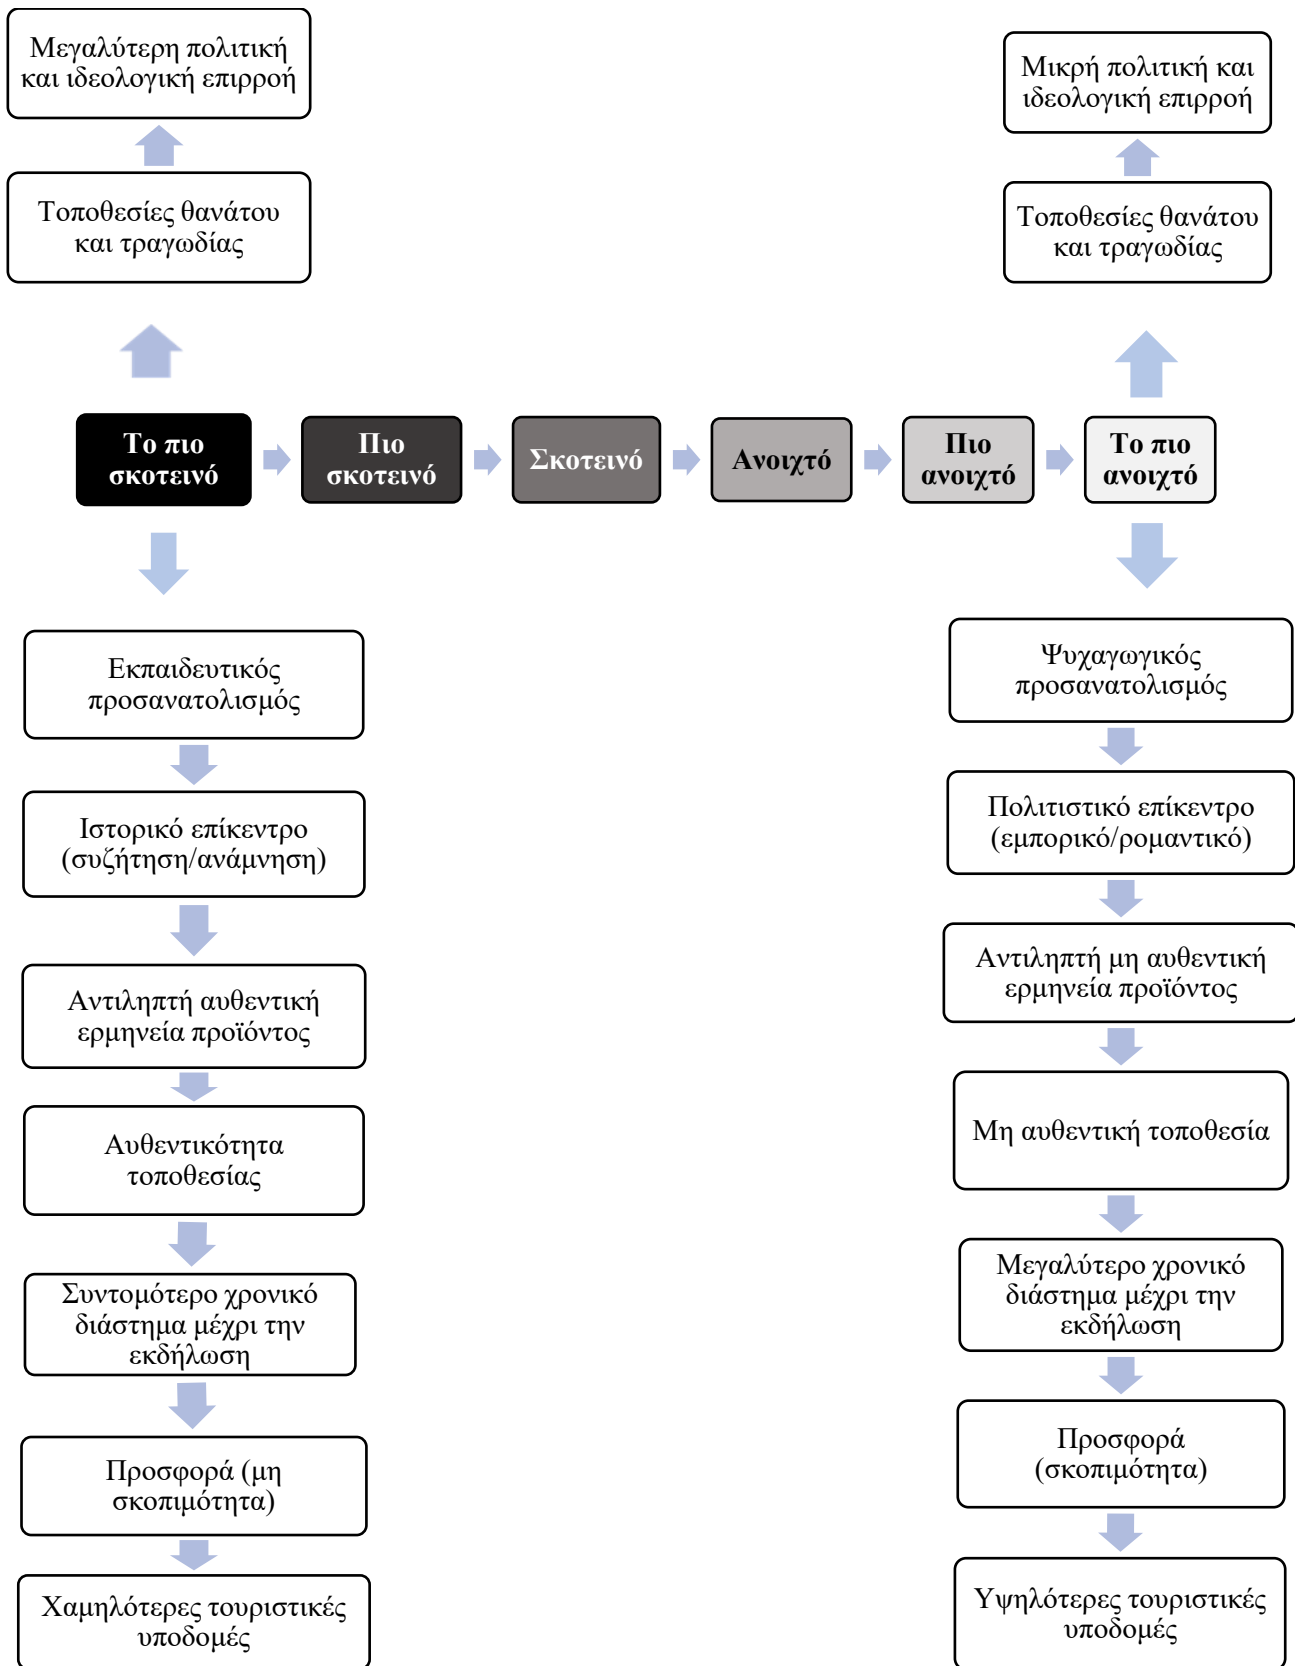 Μεγαλύτερη πολιτική
και ιδεολογική επιρροή
Μικρή πολιτική και
ιδεολογική επιρροή
Τοποθεσίες θανάτου
και τραγωδίας
Τοποθεσίες θανάτου
και τραγωδίας
Το πιο
σκοτεινό
Πιο
σκοτεινό
Σκοτεινό
Ανοιχτό
Πιο
ανοιχτό
Το πιο
ανοιχτό
Εκπαιδευτικός
προσανατολισμός
Ψυχαγωγικός
προσανατολισμός
Ιστορικό επίκεντρο
(συζήτηση/ανάμνηση)
Πολιτιστικό επίκεντρο
(εμπορικό/ρομαντικό)
Αντιληπτή αυθεντική
ερμηνεία προϊόντος
Αντιληπτή μη αυθεντική
ερμηνεία προϊόντος
Αυθεντικότητα
τοποθεσίας
Μη αυθεντική τοποθεσία
Συντομότερο χρονικό
διάστημα μέχρι την
εκδήλωση
Μεγαλύτερο χρονικό
διάστημα μέχρι την
εκδήλωση
Προσφορά (μη
σκοπιμότητα)
Προσφορά
(σκοπιμότητα)
Χαμηλότερες τουριστικές
υποδομές
Υψηλότερες τουριστικές
υποδομές